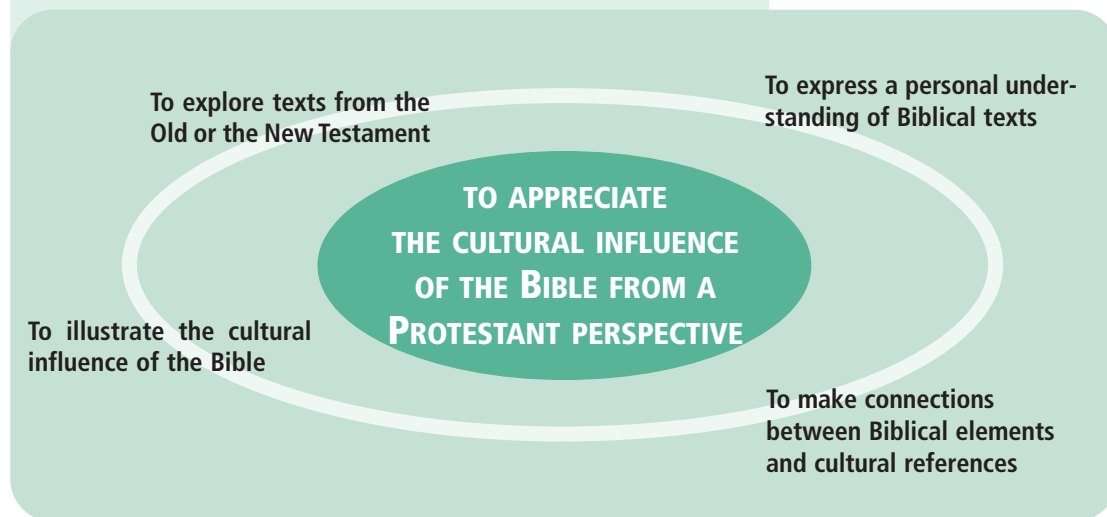 To explore texts from the
Old or the New Testament
To express a personal under-
standing of Biblical texts
TO APPRECIATE
THE CULTURAL INFLUENCE
OF THE BIBLE FROM A
PROTESTANT PERSPECTIVE
To illustrate the cultural
influence of the Bible
To make connections
between Biblical elements
and cultural references